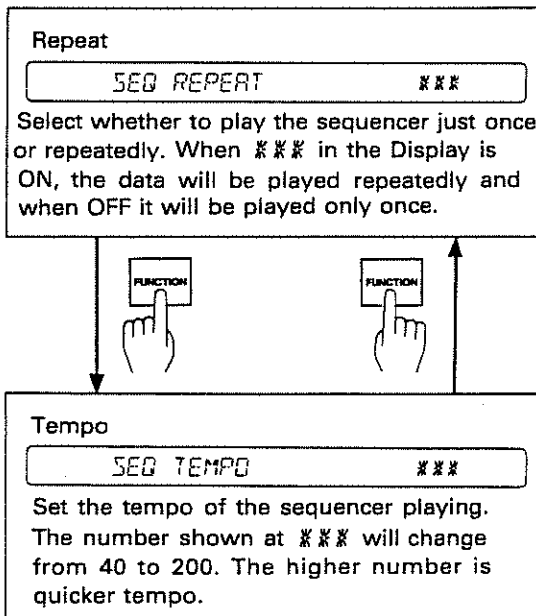 Repeat
SEQ REPEAT ***
Select whether to play the sequencer just once
or repeatedly. When *** in the Display is
ON, the data will be played repeatedly and
when OFF it will be played only once.
FUNCTION FUNCTION
Tempo
SEQ TEMPO ***
Set the tempo of the sequencer playing.
The number shown at *** will change
from 40 to 200. The higher number is
quicker tempo.